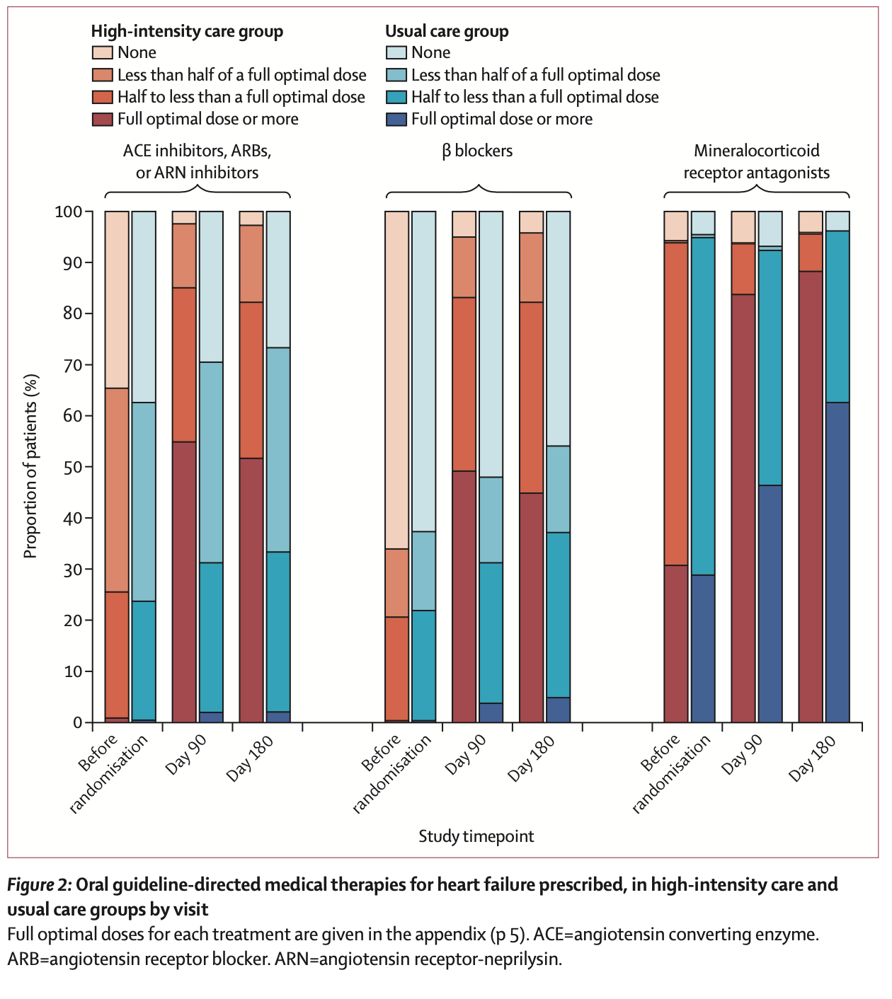 High-intensity care group
None
Less than half of a full optimal dose
Half to less than a full optimal dose
Full optimal dose or more
Usual care group
None
Less than half of a full optimal dose
Half to less than a full optimal dose
Full optimal dose or more
ACE inhibitors, ARBs,
or ARN inhibitors
β blockers
Mineralocorticoid
receptor antagonists
Proportion of patients (%)
100
90
80
70
60
50
40
30
20
10
0
Before
randomisation
Day 90
Day 180
Before
randomisation
Day 90
Day 180
Before
randomisation
Day 90
Day 180
Study timepoint
Figure 2: Oral guideline-directed medical therapies for heart failure prescribed, in high-intensity care and
usual care groups by visit
Full optimal doses for each treatment are given in the appendix (p 5). ACE=angiotensin converting enzyme.
ARB=angiotensin receptor blocker. ARN=angiotensin receptor-neprilysin.